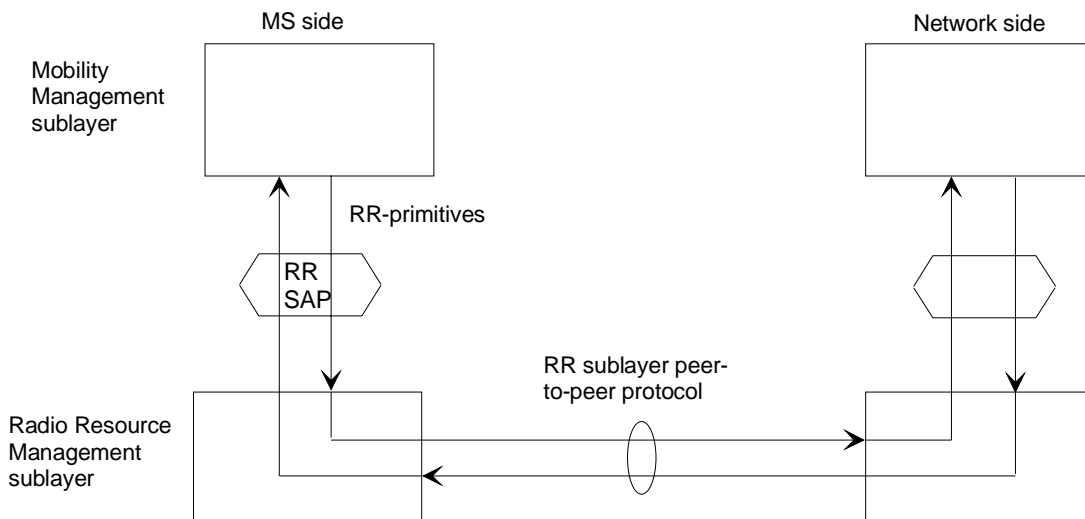 MS side
Network side
Mobility
Management
sublayer
RR-primitives
RR
SAP
RR sublayer peer-
to-peer protocol
Radio Resource
Management
sublayer